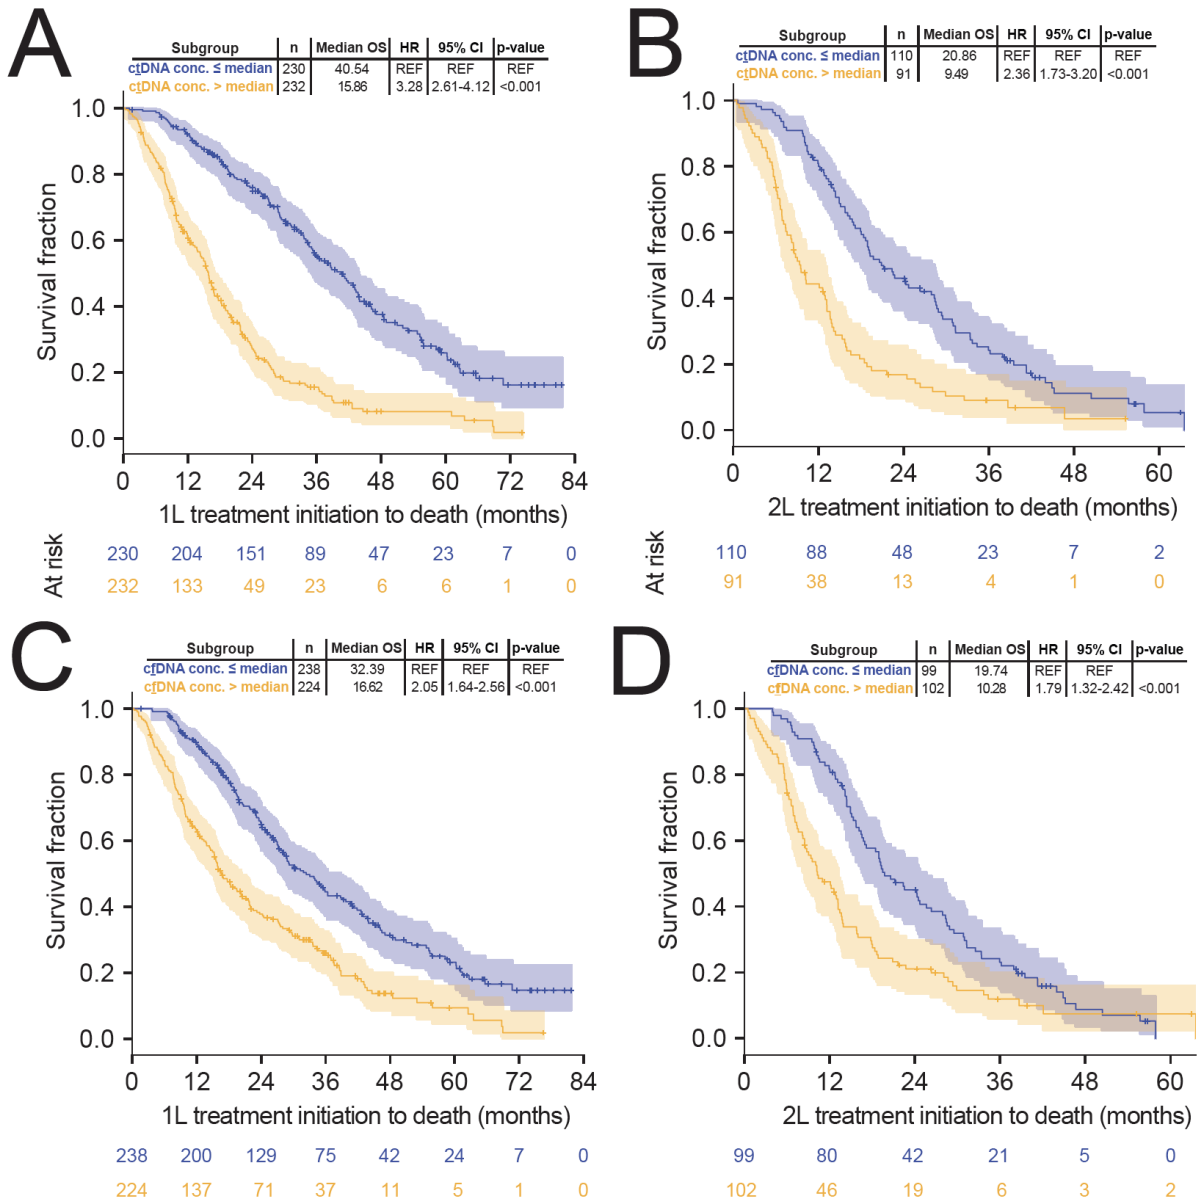 A
Subgroup n Median OS HR 95% CI p-value
ctDNA conc. ≤ median 230 40.54 REF REF REF
ctDNA conc. > median 232 15.86 3.28 2.61-4.12 <0.001
1.0
0.8
0.6
0.4
0.2
0.0
Survival fraction
0 12 24 36 48 60 72 84
1L treatment initiation to death (months)
At risk
230 204 151 89 47 23 7 0
232 133 49 23 6 6 1 0
B
Subgroup n Median OS HR 95% CI p-value
ctDNA conc. ≤ median 110 20.86 REF REF REF
ctDNA conc. > median 91 9.49 2.36 1.73-3.20 <0.001
1.0
0.8
0.6
0.4
0.2
0.0
Survival fraction
0 12 24 36 48 60
2L treatment initiation to death (months)
At risk
110 88 48 23 7 2
91 38 13 4 1 0
C
Subgroup n Median OS HR 95% CI p-value
cfDNA conc. ≤ median 238 32.39 REF REF REF
cfDNA conc. > median 224 16.62 2.05 1.64-2.56 <0.001
1.0
0.8
0.6
0.4
0.2
0.0
Survival fraction
0 12 24 36 48 60 72 84
1L treatment initiation to death (months)
238 200 129 75 42 24 7 0
224 137 71 37 11 5 1 0
D
Subgroup n Median OS HR 95% CI p-value
cfDNA conc. ≤ median 99 19.74 REF REF
cfDNA conc. > median 102 10.28 1.79 1.32-2.42 <0.001
1.0
0.8
0.6
0.4
0.2
0.0
Survival fraction
0 12 24 36 48 60
2L treatment initiation to death (months)
99 80 42 21 5 0
102 46 19 6 3 2